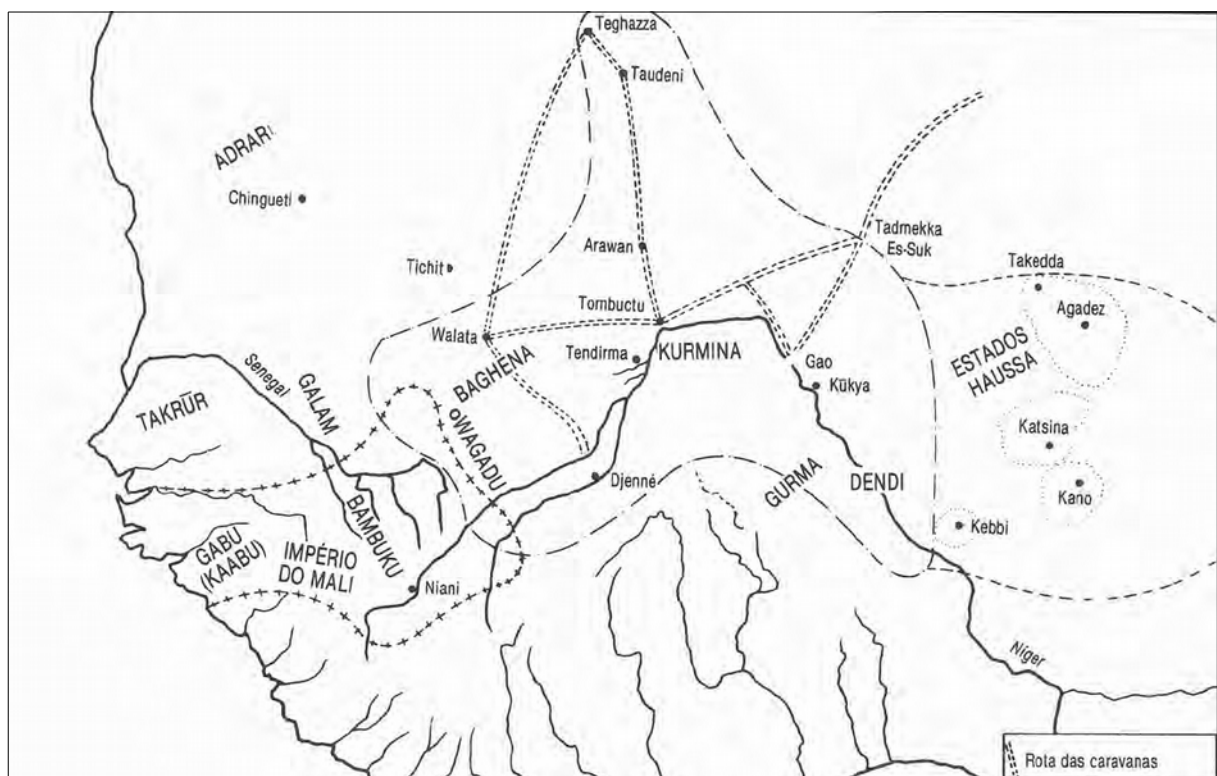 Teghazza
Taudeni
ADRAR
Chingueti
Tichit
Arawan
Tadmekka
Es-Suk
Takedda
Agadez
Tombuctu
Walata
Tendirma
KURMINA
BAGHENA
Gao
Kūkya
ESTADOS
HAUSSA
Senegal
GALAM
TAKRŪR
WAGADU
Katsina
Djenné
GURMA
DENDI
Kano
Kebbi
BAMBUKU
GABU
(KAABU)
IMPÉRIO
DO MALI
Niani
Niger
Rota das caravanas